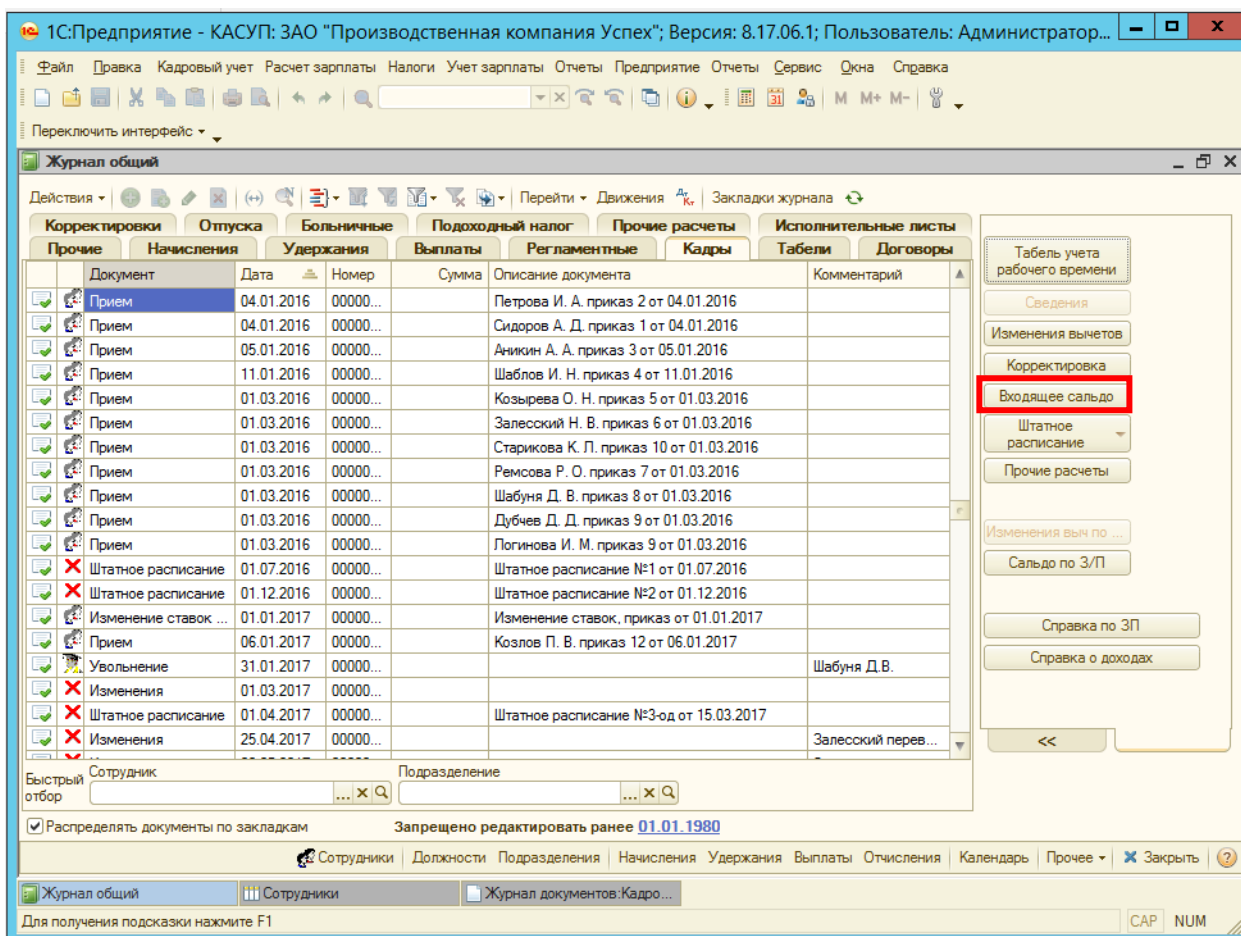 1С:Предприятие - КАСУП: ЗАО "Производственная компания Успех"; Версия: 8.17.06.1; Пользователь: Администратор...
Файл Правка Кадровый учет Расчет зарплаты Налоги Учет зарплаты Отчеты Предприятие Отчеты Сервис Окна Справка
M M+ M-
Переключить интерфейс
Журнал общий
Действия Перейти Движения Дт Кт Закладки журнала
Корректировки Отпуска Больничные Подоходный налог Прочие расчеты Исполнительные листы
Прочие Начисления Удержания Выплаты Регламентные Кадры Табели Договоры
Документ Дата Номер Сумма Описание документа Комментарий
Прием 04.01.2016 00000... Петрова И. А. приказ 2 от 04.01.2016
Прием 04.01.2016 00000... Сидоров А. Д. приказ 1 от 04.01.2016
Прием 05.01.2016 00000... Аникин А. А. приказ 3 от 05.01.2016
Прием 11.01.2016 00000... Шаблов И. Н. приказ 4 от 11.01.2016
Прием 01.03.2016 00000... Козырева О. Н. приказ 5 от 01.03.2016
Прием 01.03.2016 00000... Залесский Н. В. приказ 6 от 01.03.2016
Прием 01.03.2016 00000... Старикова К. Л. приказ 10 от 01.03.2016
Прием 01.03.2016 00000... Ремсова Р. О. приказ 7 от 01.03.2016
Прием 01.03.2016 00000... Шабуня Д. В. приказ 8 от 01.03.2016
Прием 01.03.2016 00000... Дубчев Д. Д. приказ 9 от 01.03.2016
Прием 01.03.2016 00000... Логинова И. М. приказ 9 от 01.03.2016
Штатное расписание 01.07.2016 00000... Штатное расписание №1 от 01.07.2016
Штатное расписание 01.12.2016 00000... Штатное расписание №2 от 01.12.2016
Изменение ставок ... 01.01.2017 00000... Изменение ставок, приказ от 01.01.2017
Прием 06.01.2017 00000... Козлов П. В. приказ 12 от 06.01.2017
Увольнение 31.01.2017 00000... Шабуня Д.В.
Изменения 01.03.2017 00000...
Штатное расписание 01.04.2017 00000... Штатное расписание №3-од от 15.03.2017
Изменения 25.04.2017 00000... Залесский перев...
Табель учета
рабочего времени
Сведения
Изменения вычетов
Корректировка
Входящее сальдо
Штатное
расписание
Прочие расчеты
Изменения выч по ...
Сальдо по З/П
Справка по ЗП
Справка о доходах
<<
Быстрый
отбор
Сотрудник Подразделение
... x ... x
Распределять документы по закладкам Запрещено редактировать ранее 01.01.1980
Сотрудники Должности Подразделения Начисления Удержания Выплаты Отчисления Календарь Прочее Закрыть ?
Журнал общий Сотрудники Журнал документов:Кадро...
Для получения подсказки нажмите F1 CAP NUM